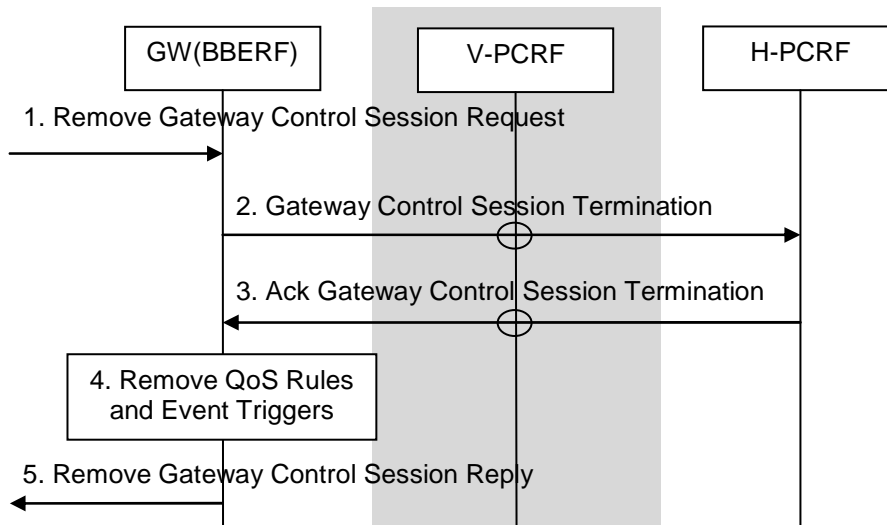 GW(BBERF)
V-PCRF
H-PCRF
1. Remove Gateway Control Session Request
2. Gateway Control Session Termination
3. Ack Gateway Control Session Termination
4. Remove QoS Rules
and Event Triggers
5. Remove Gateway Control Session Reply